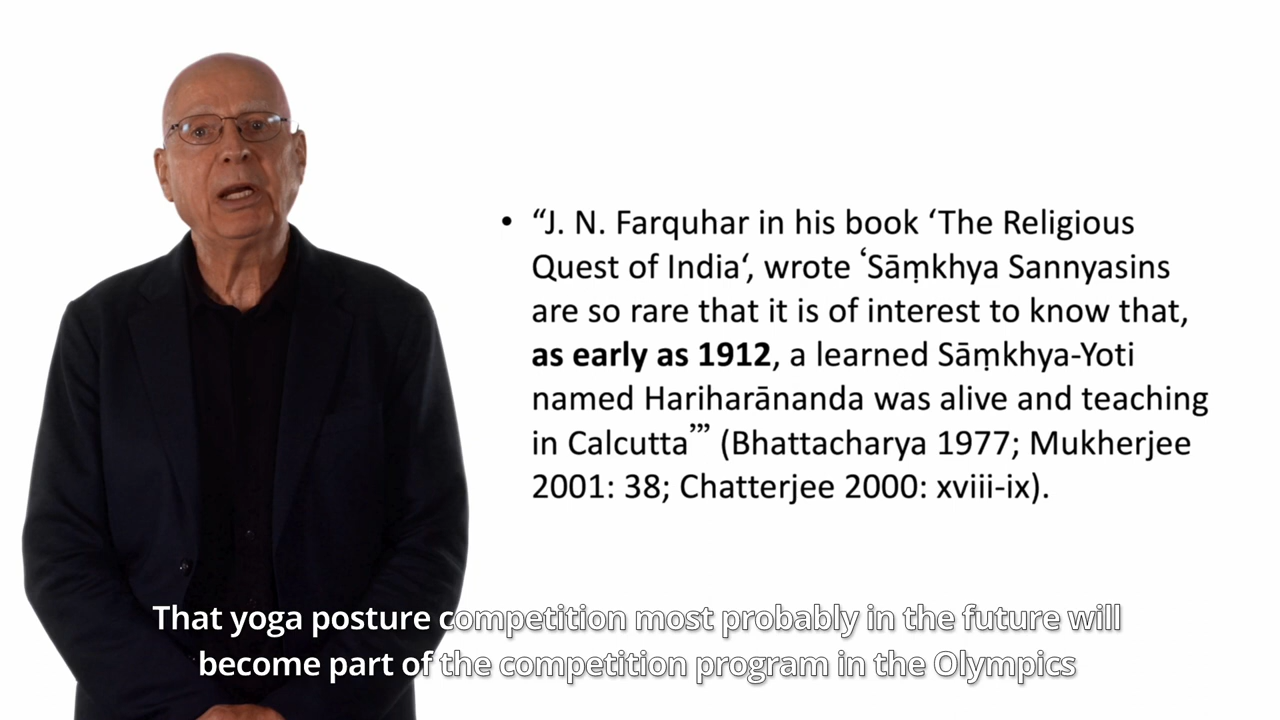 • “J. N. Farquhar in his book ‘The Religious
Quest of India‘, wrote ‘Sāṃkhya Sannyasins
are so rare that it is of interest to know that,
as early as 1912, a learned Sāṃkhya-Yoti
named Hariharānanda was alive and teaching
in Calcutta’” (Bhattacharya 1977; Mukherjee
2001: 38; Chatterjee 2000: xviii-ix).
That yoga posture competition most probably in the future will
become part of the competition program in the Olympics